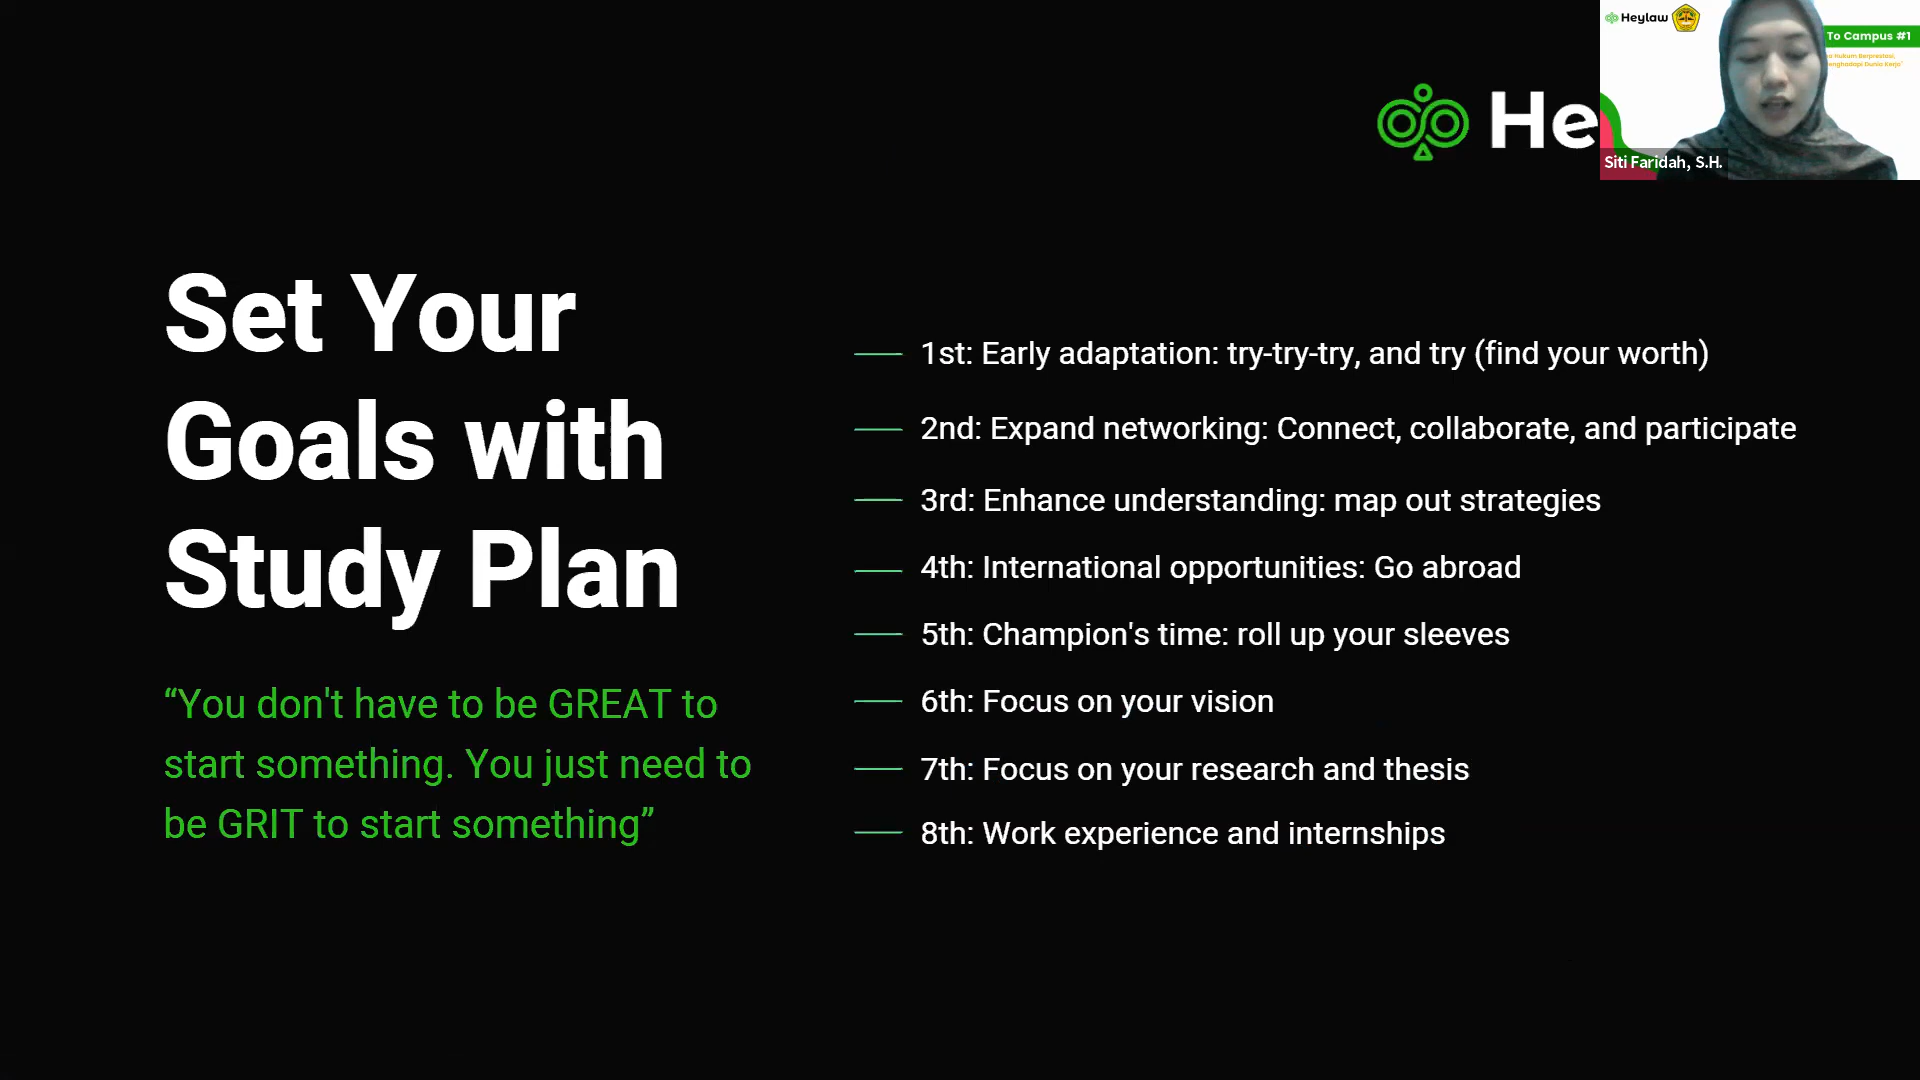 Heylaw
To Campus #1
He
Siti Faridah, S.H.
Set Your
Goals with
Study Plan
“You don't have to be GREAT to
start something. You just need to
be GRIT to start something”
1st: Early adaptation: try-try-try, and try (find your worth)
2nd: Expand networking: Connect, collaborate, and participate
3rd: Enhance understanding: map out strategies
4th: International opportunities: Go abroad
5th: Champion's time: roll up your sleeves
6th: Focus on your vision
7th: Focus on your research and thesis
8th: Work experience and internships